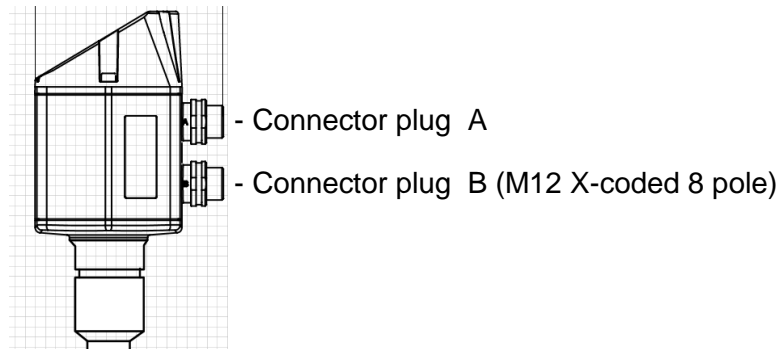 - Connector plug A
- Connector plug B (M12 X-coded 8 pole)